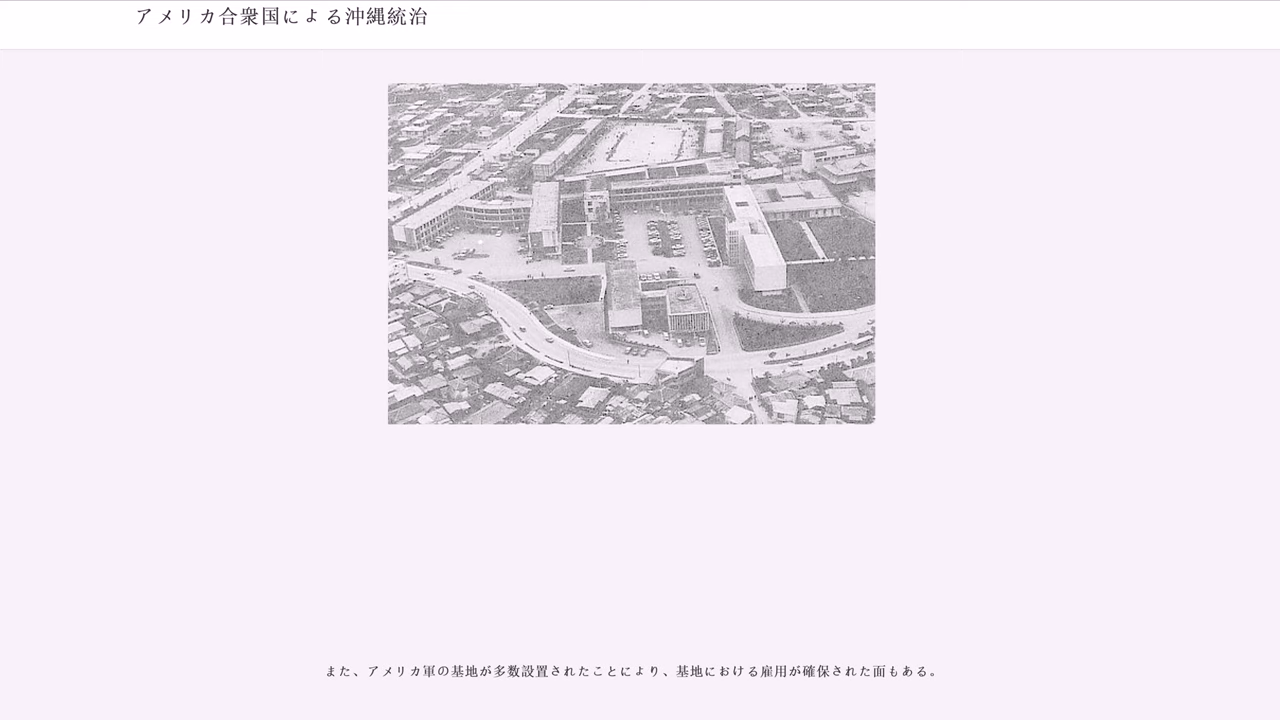 アメリカ合衆国による沖縄統治
また、アメリカ軍の基地が多数設置されたことにより、基地における雇用が確保された面もある。